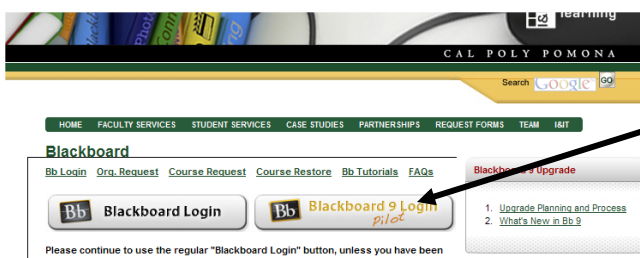 Blackb
Photo
Conn
learning
CAL POLY POMONA
Search Google GO
HOME FACULTY SERVICES STUDENT SERVICES CASE STUDIES PARTNERSHIPS REQUEST FORMS TEAM I&IT
Blackboard
Bb Login Org. Request Course Request Course Restore Bb Tutorials FAQs
Blackboard 9 Upgrade
Bb Blackboard Login
Bb Blackboard 9 Login
Pilot
1. Upgrade Planning and Process
2. What's New in Bb 9
Please continue to use the regular "Blackboard Login" button, unless you have been